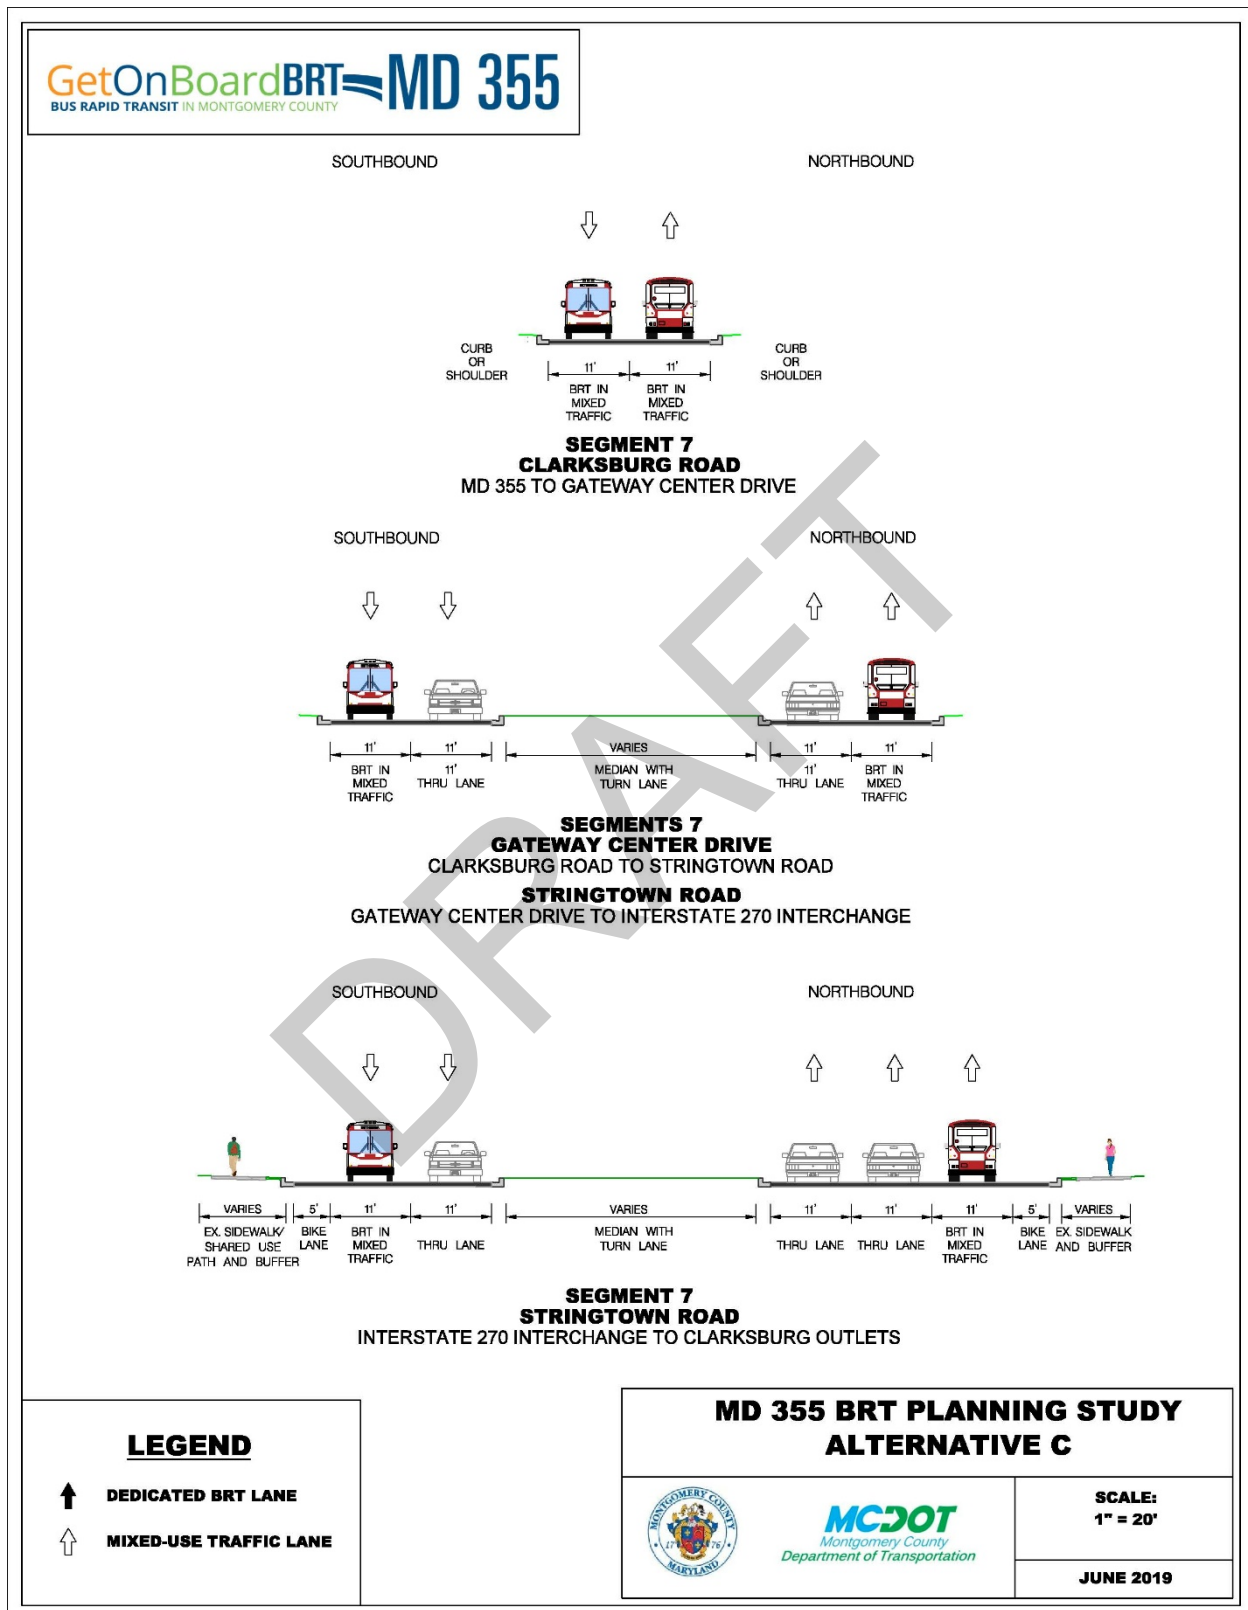 GetOnBoardBRT MD 355
BUS RAPID TRANSIT IN MONTGOMERY COUNTY
SOUTHBOUND NORTHBOUND
CURB
OR
SHOULDER
11' 11'
BRT IN
MIXED
TRAFFIC
BRT IN
MIXED
TRAFFIC
CURB
OR
SHOULDER
SEGMENT 7
CLARKSBURG ROAD
MD 355 TO GATEWAY CENTER DRIVE
SOUTHBOUND NORTHBOUND
11' 11' VARIES 11' 11'
BRT IN
MIXED
TRAFFIC
11'
THRU LANE
MEDIAN WITH
TURN LANE
11'
THRU LANE
BRT IN
MIXED
TRAFFIC
SEGMENTS 7
GATEWAY CENTER DRIVE
CLARKSBURG ROAD TO STRINGTOWN ROAD
STRINGTOWN ROAD
GATEWAY CENTER DRIVE TO INTERSTATE 270 INTERCHANGE
DRAFT
SOUTHBOUND NORTHBOUND
VARIES 5' 11' 11' VARIES 11' 11' 11' 5' VARIES
EX. SIDEWALK/
SHARED USE
PATH AND BUFFER
BIKE
LANE
BRT IN
MIXED
TRAFFIC
THRU LANE
MEDIAN WITH
TURN LANE
THRU LANE
THRU LANE
BRT IN
MIXED
TRAFFIC
BIKE
LANE
EX. SIDEWALK
AND BUFFER
SEGMENT 7
STRINGTOWN ROAD
INTERSTATE 270 INTERCHANGE TO CLARKSBURG OUTLETS
LEGEND
DEDICATED BRT LANE
MIXED-USE TRAFFIC LANE
MD 355 BRT PLANNING STUDY
ALTERNATIVE C
MONTGOMERY COUNTY
17 76
MARYLAND
MCDOT
Montgomery County
Department of Transportation
SCALE:
1" = 20'
JUNE 2019